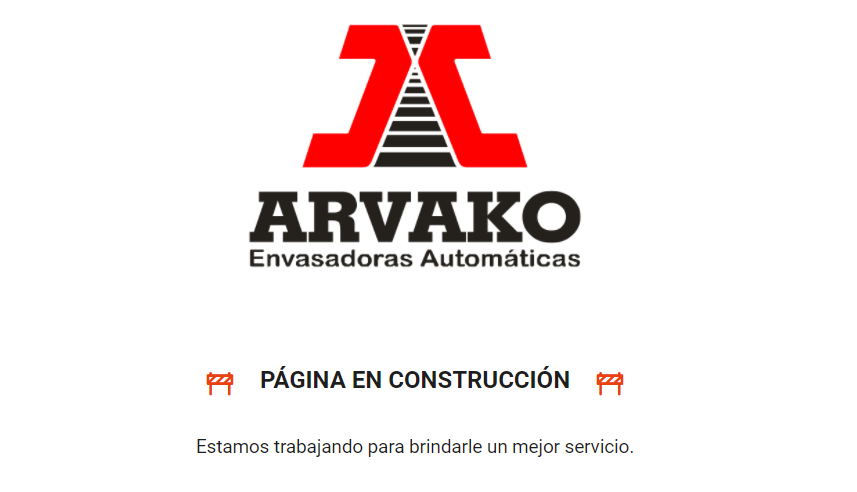 ARVAKO
Envasadoras Automáticas
PÁGINA EN CONSTRUCCIÓN
Estamos trabajando para brindarle un mejor servicio.